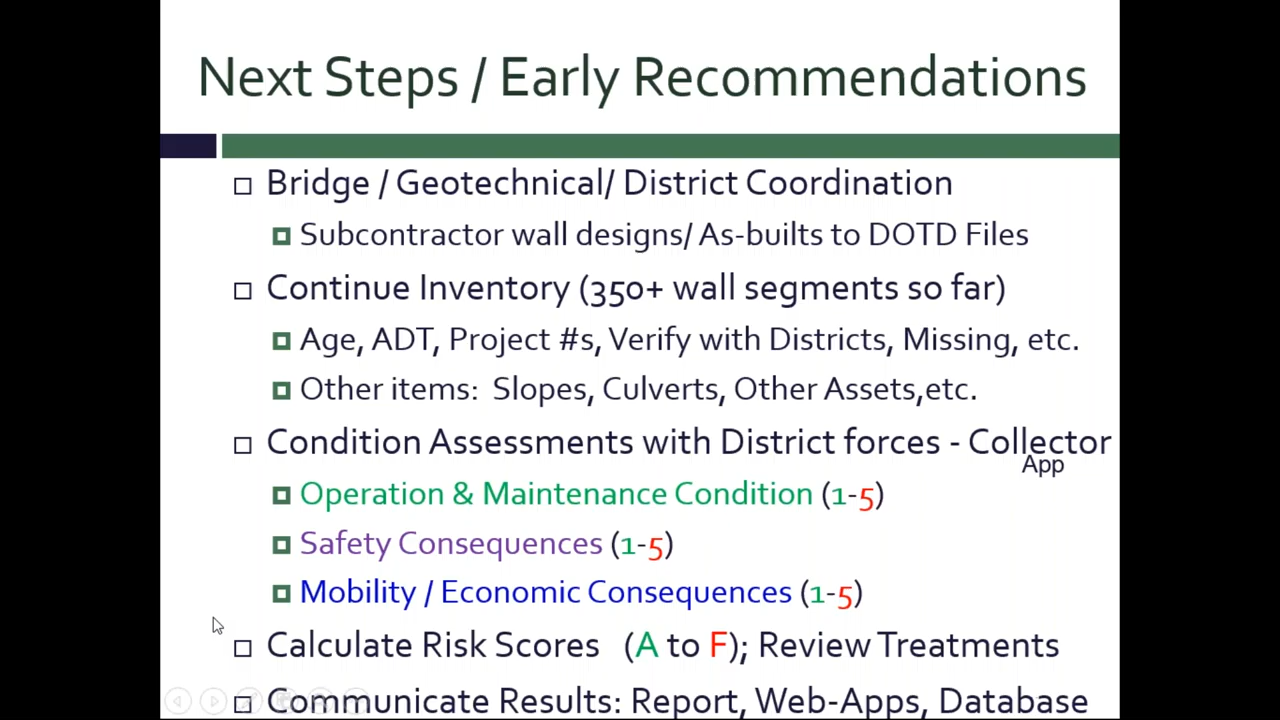 Next Steps / Early Recommendations
Bridge / Geotechnical/ District Coordination
Subcontractor wall designs/ As-builts to DOTD Files
Continue Inventory (350+ wall segments so far)
Age, ADT, Project #s, Verify with Districts, Missing, etc.
Other items: Slopes, Culverts, Other Assets,etc.
Condition Assessments with District forces - Collector
App
Operation & Maintenance Condition (1-5)
Safety Consequences (1-5)
Mobility / Economic Consequences (1-5)
Calculate Risk Scores (A to F); Review Treatments
Communicate Results: Report, Web-Apps, Database